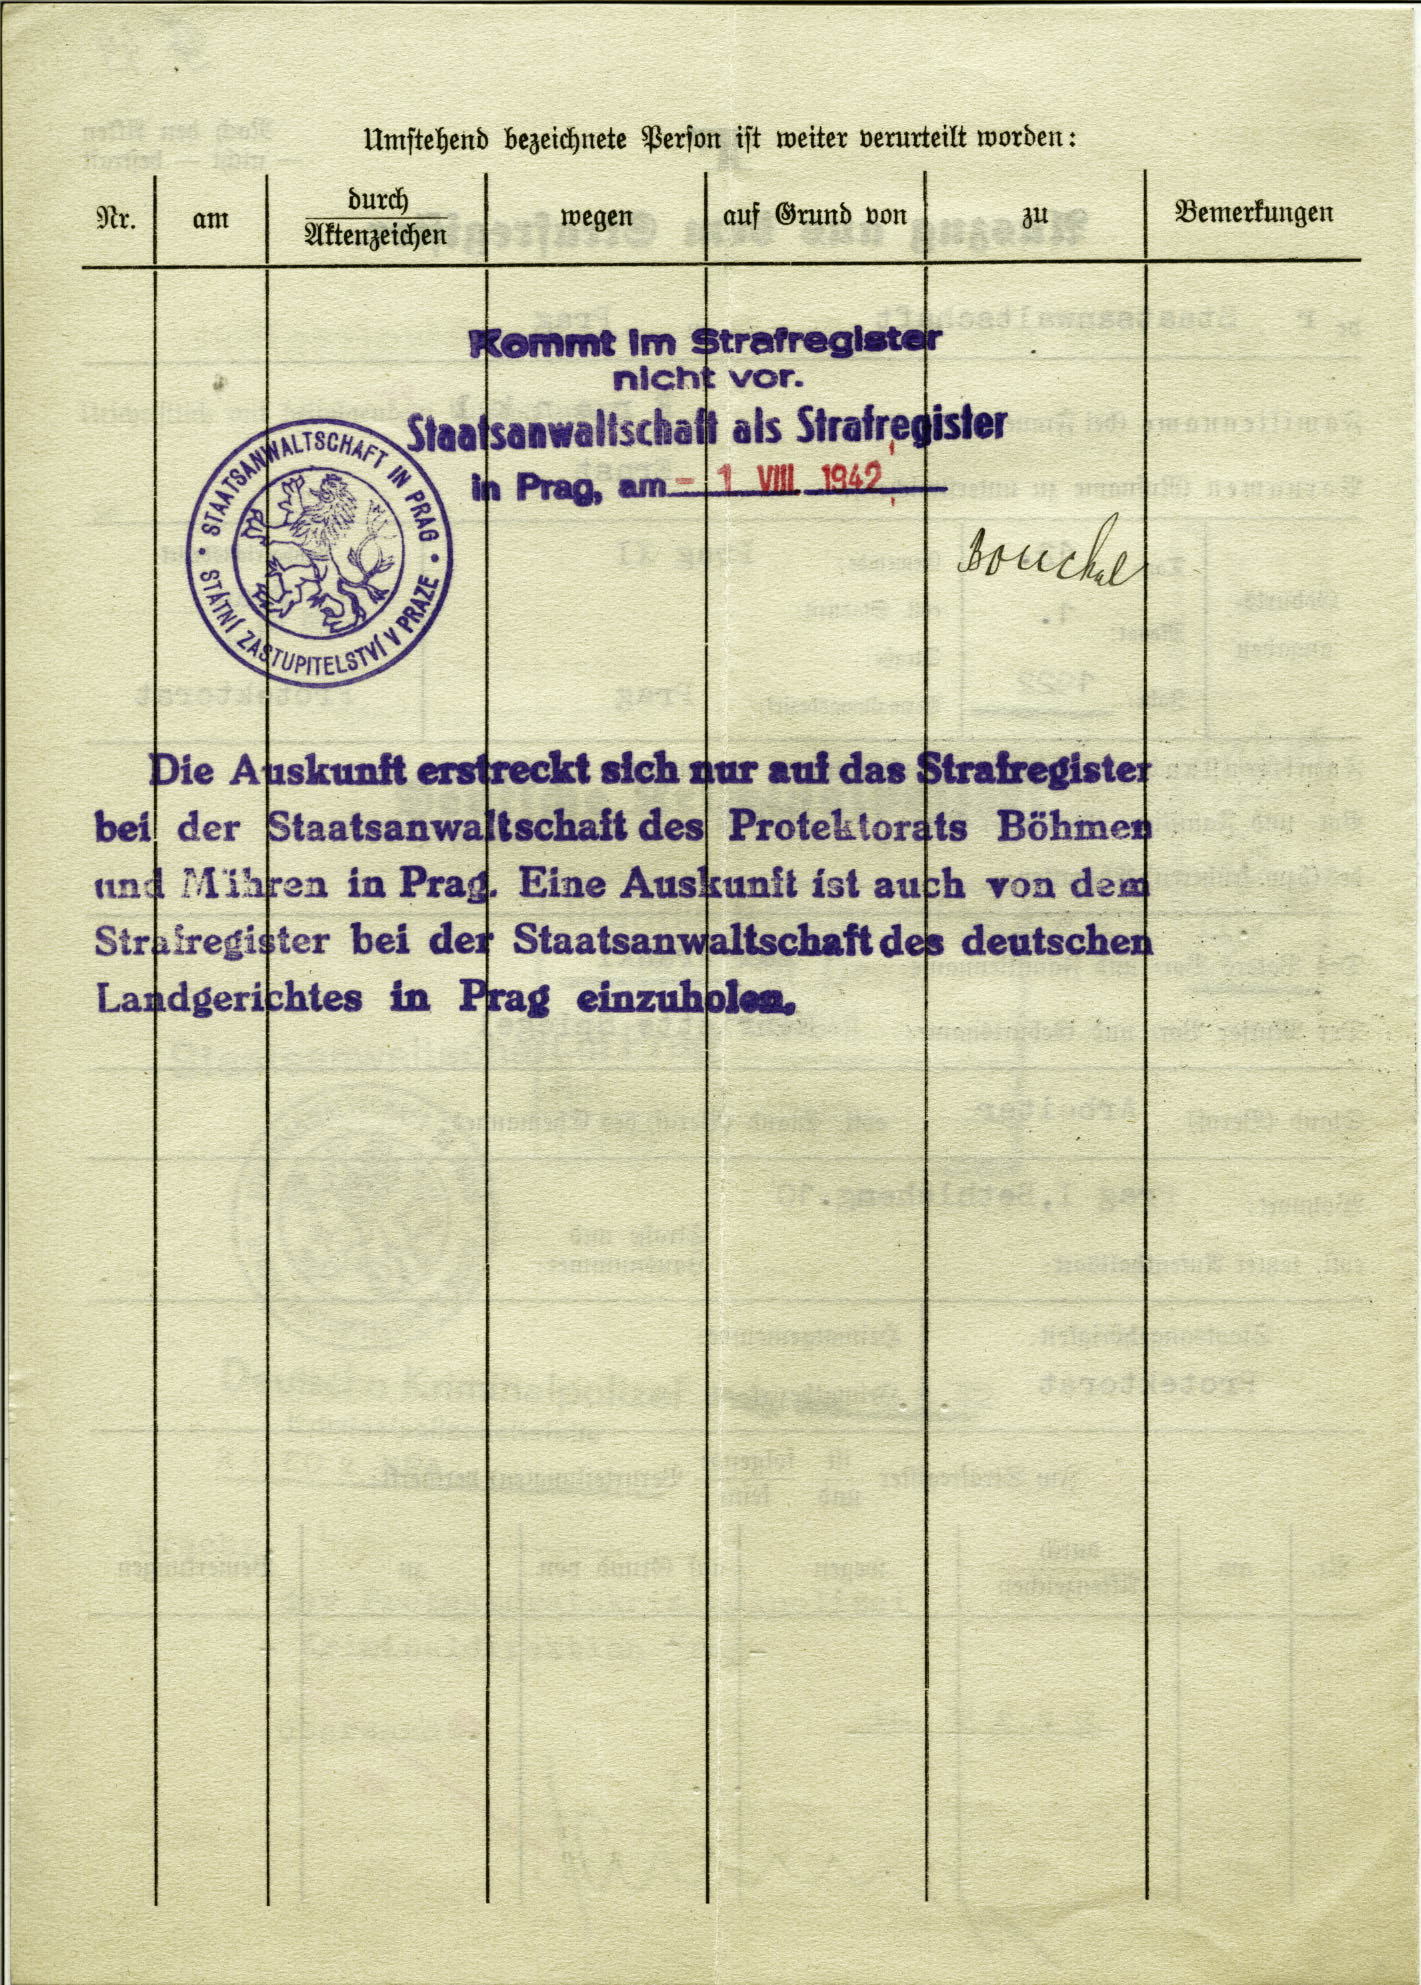 Umstehend bezeichnete Person ist weiter verurteilt worden:
Nr.
am
durch
Aktenzeichen
wegen
auf Grund von
zu
Bemerkungen
Kommt im Strafregister
nicht vor.
Staatsanwaltschaft als Strafregister
in Prag, am - 1 VIII. 1942
STAATSANWALTSCHAFT IN PRAG
STÁTNÍ ZASTUPITELSTVÍ V PRAZE
Die Auskunft erstreckt sich nur auf das Strafregister
bei der Staatsanwaltschaft des Protektorats Böhmen
und Mähren in Prag. Eine Auskunft ist auch von dem
Strafregister bei der Staatsanwaltschaft des deutschen
Landgerichtes in Prag einzuholen.